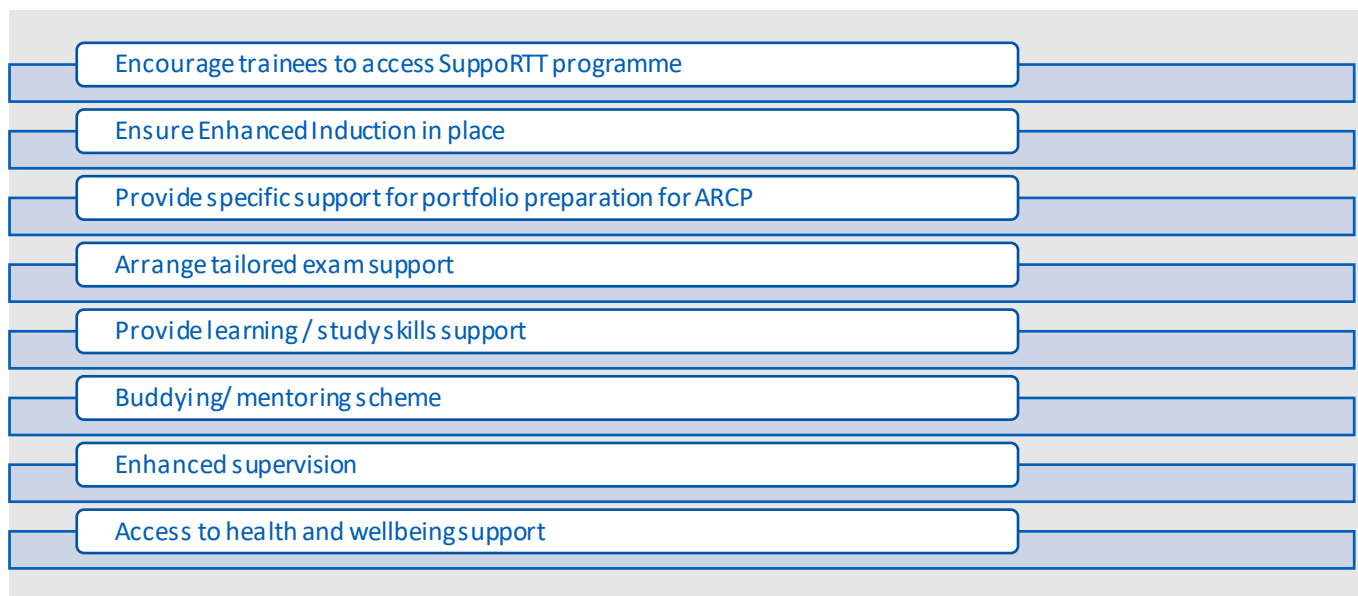 Encourage trainees to access SuppoRTT programme
Ensure Enhanced Induction in place
Provide specific support for portfolio preparation for ARCP
Arrange tailored exam support
Provide learning / study skills support
Buddying/ mentoring scheme
Enhanced supervision
Access to health and wellbeing support